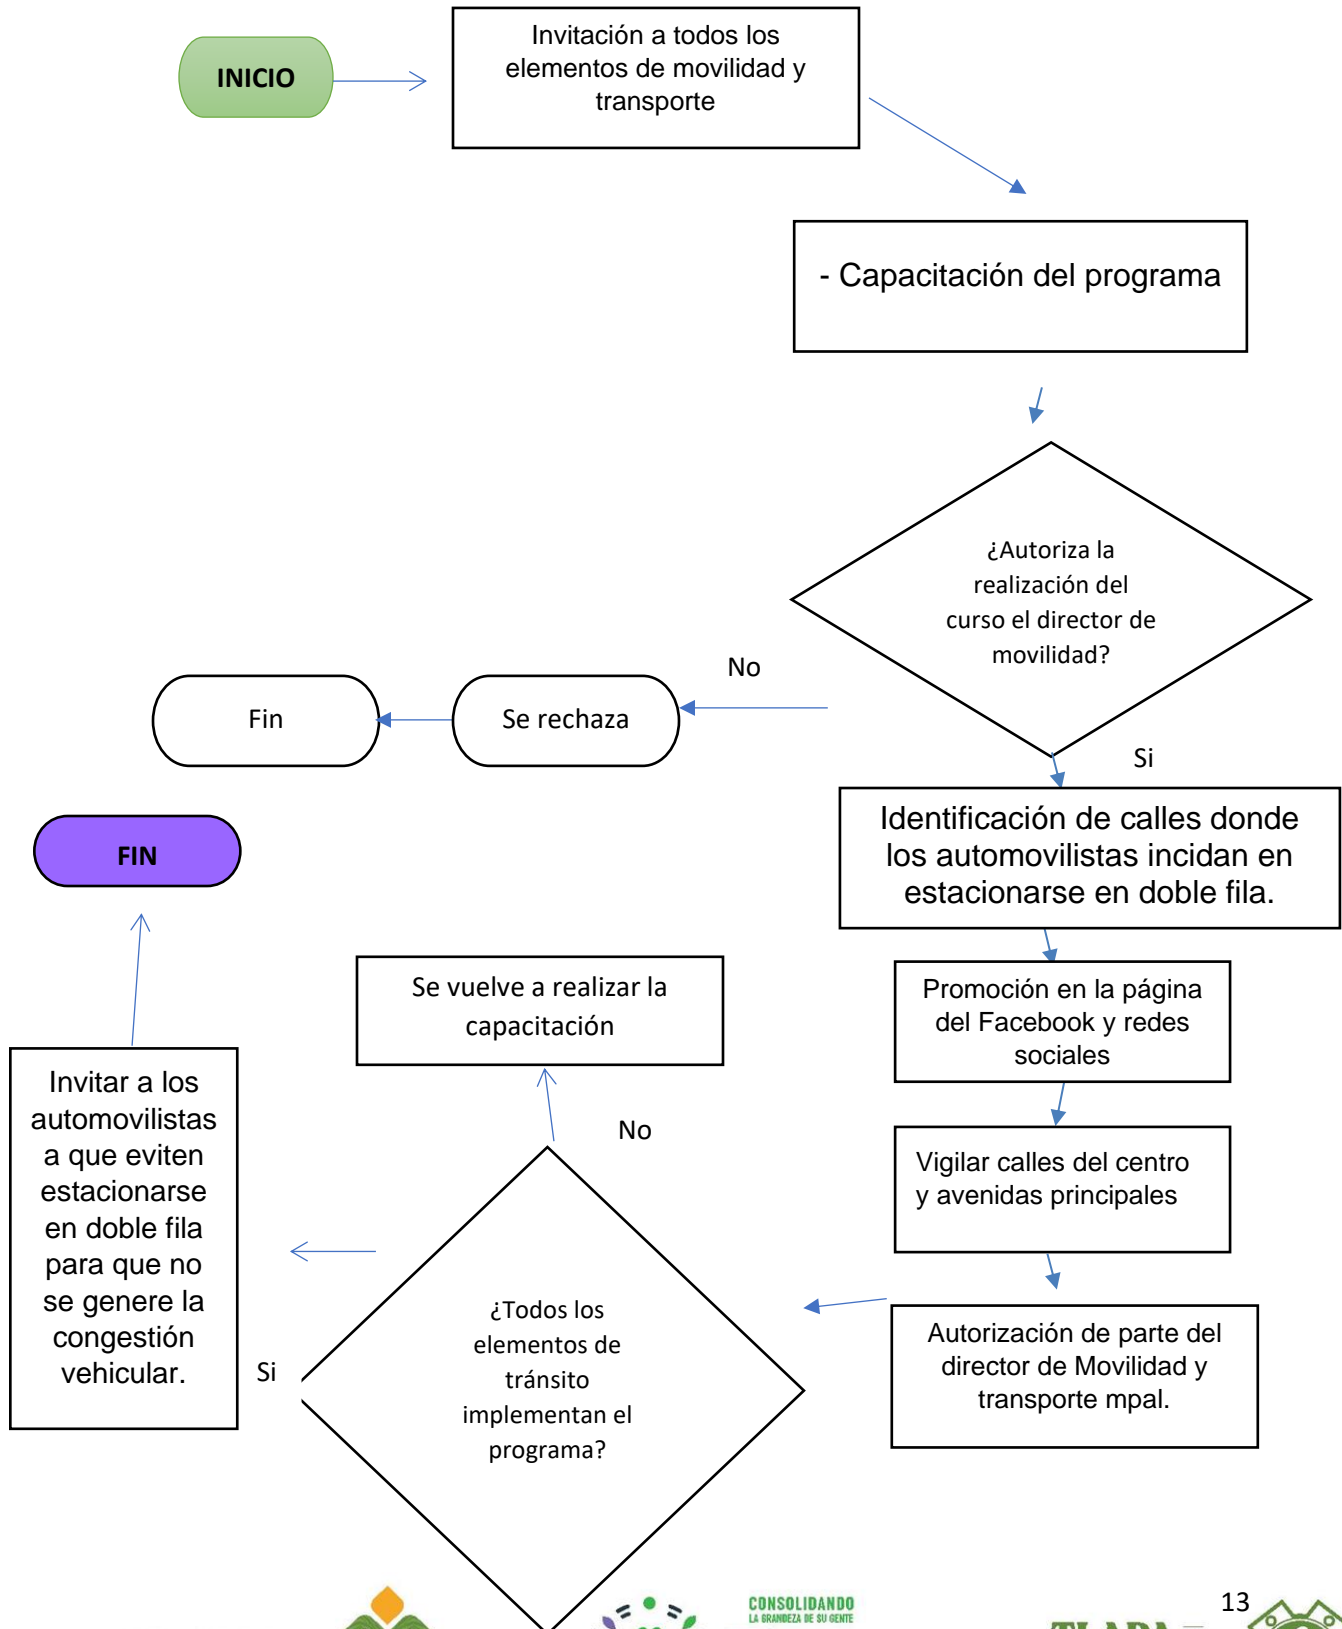 INICIO
Invitación a todos los
elementos de movilidad y
transporte
- Capacitación del programa
¿Autoriza la
realización del
curso el director de
movilidad?
No
Se rechaza
Fin
Si
Identificación de calles donde
los automovilistas incidan en
estacionarse en doble fila.
Promoción en la página
del Facebook y redes
sociales
Vigilar calles del centro
y avenidas principales
Autorización de parte del
director de Movilidad y
transporte mpal.
¿Todos los
elementos de
tránsito
implementan el
programa?
No
Se vuelve a realizar la
capacitación
Si
Invitar a los
automovilistas
a que eviten
estacionarse
en doble fila
para que no
se genere la
congestión
vehicular.
FIN
CONSOLIDANDO
LA GRANDEZA DE SU GENTE
13